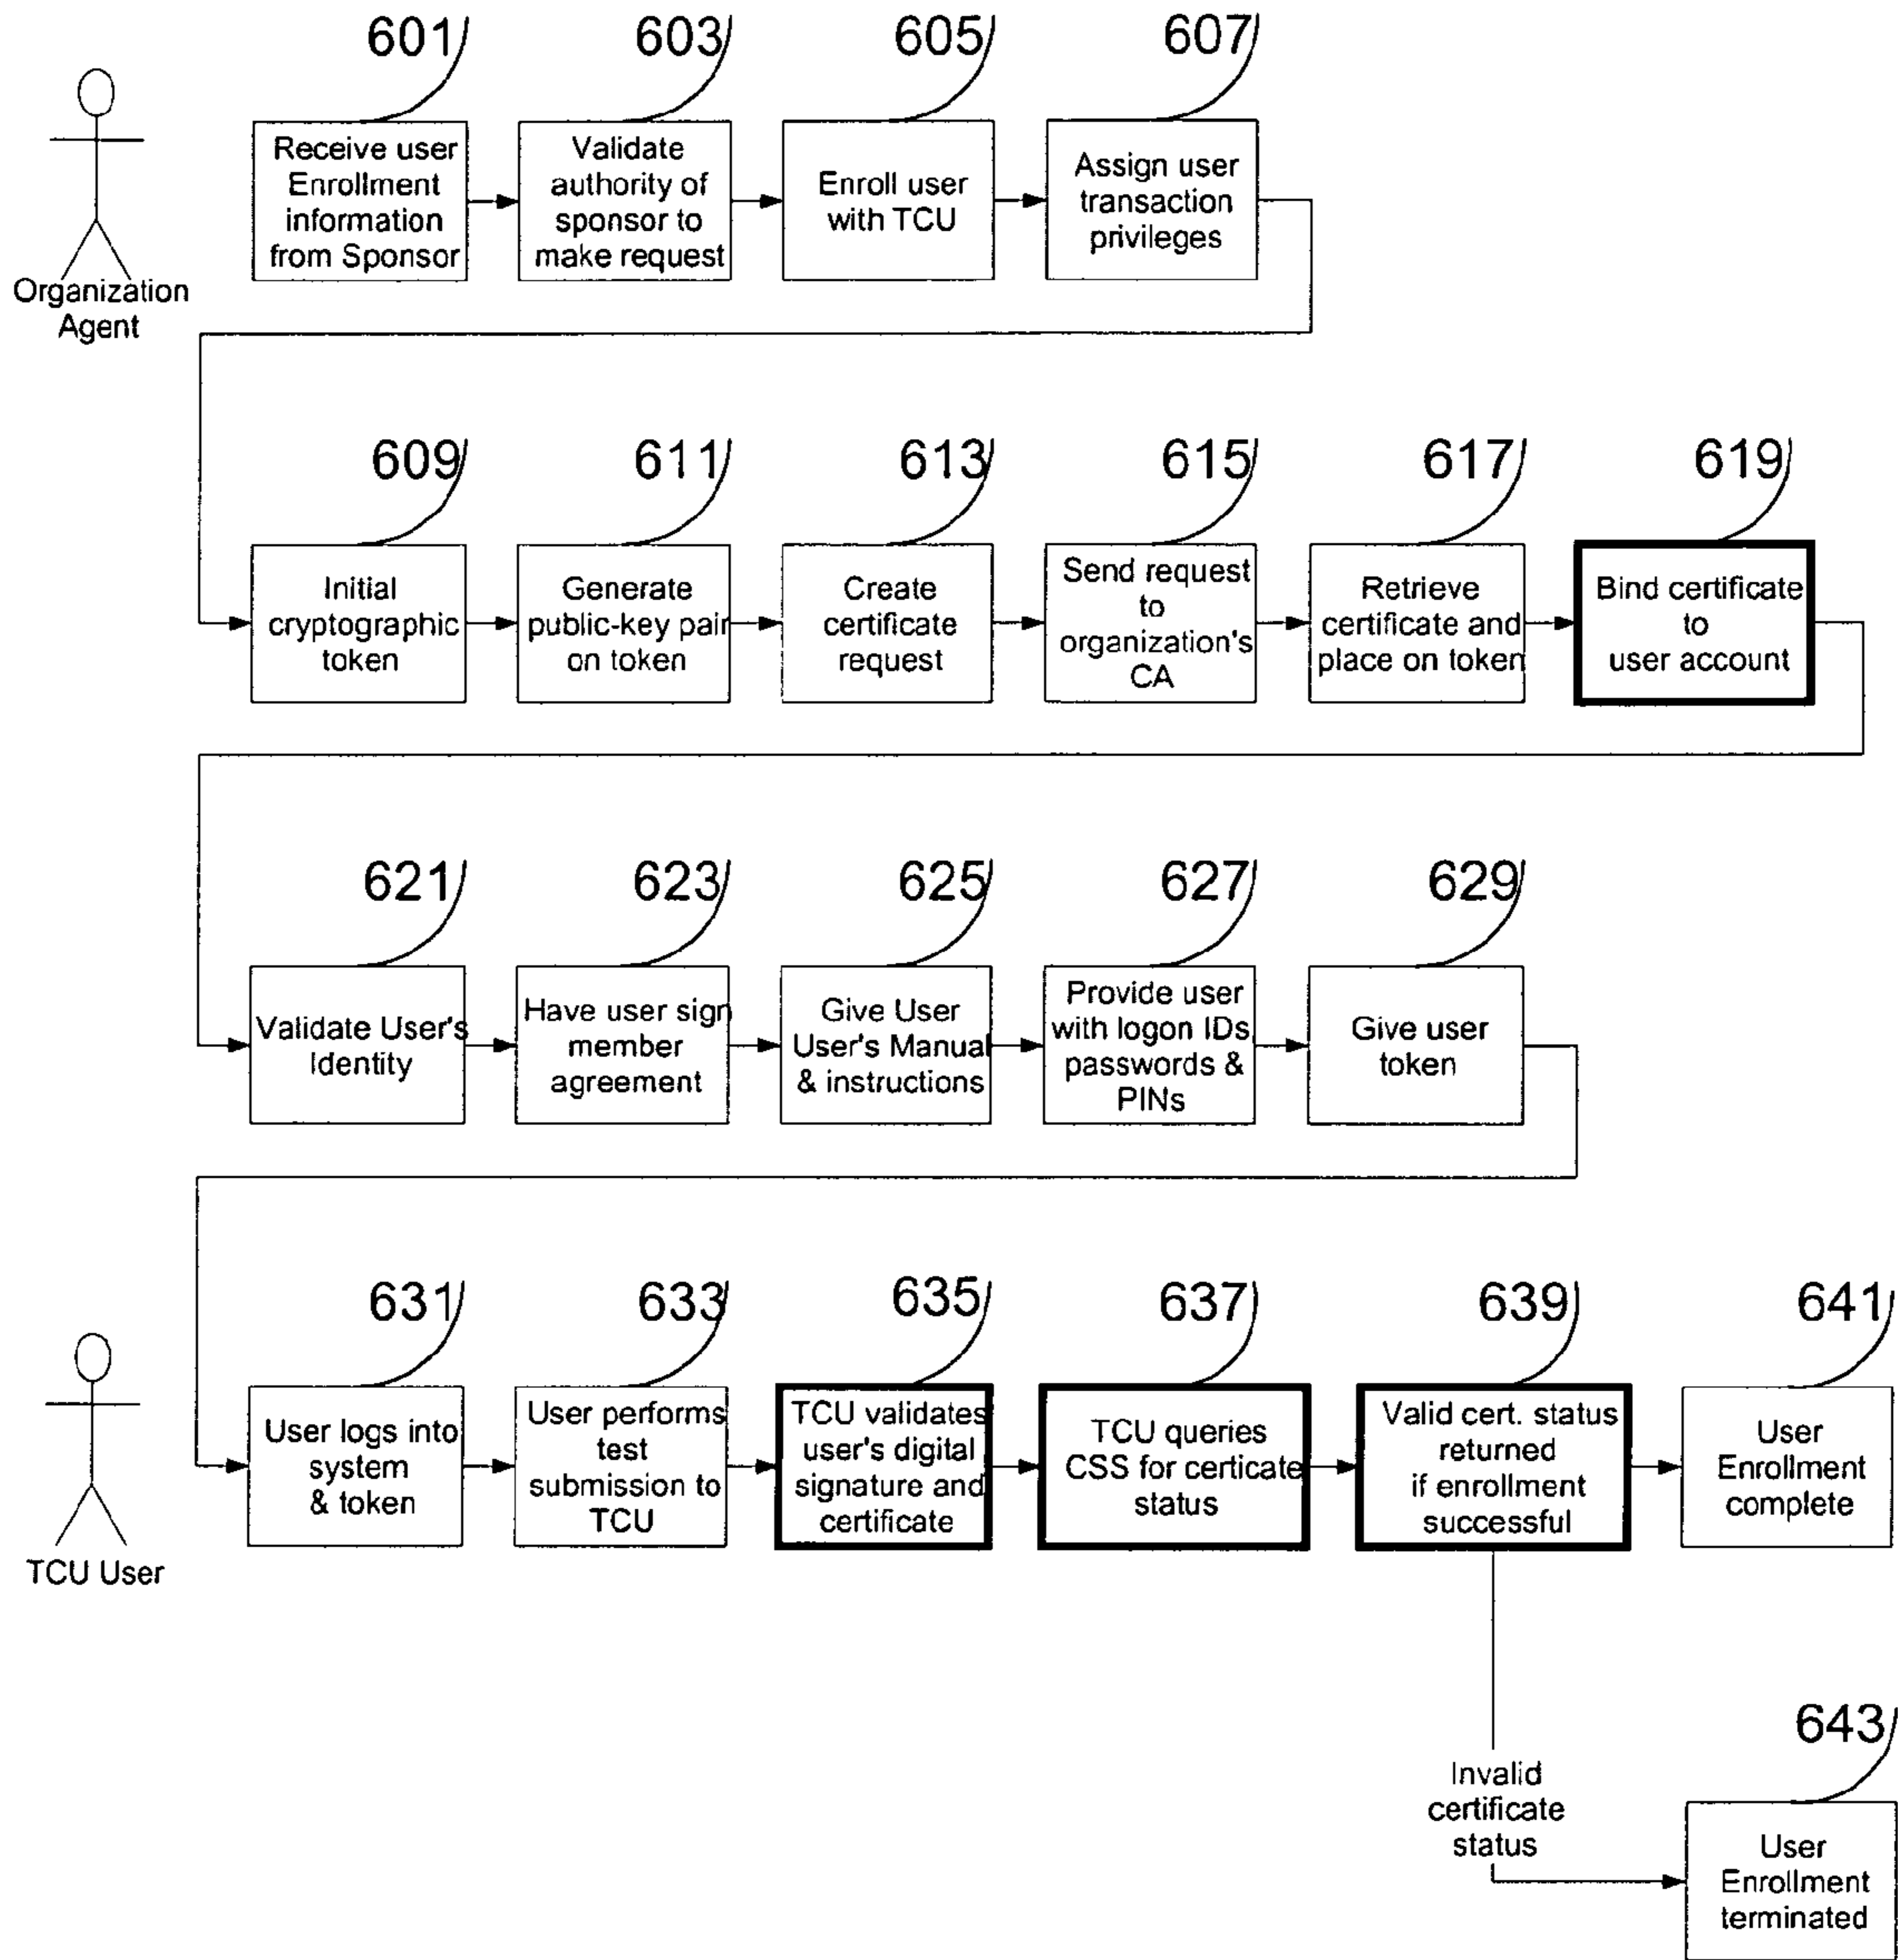 601
603
605
607
Receive user
Enrollment
information
from Sponsor
Validate
authority of
sponsor to
make request
Enroll user
with TCU
Assign user
transaction
privileges
Organization
Agent
609
611
613
615
617
619
Initial
cryptographic
token
Generate
public-key pair
on token
Create
certificate
request
Send request
to
organization's
CA
Retrieve
certificate and
place on token
Bind certificate
to
user account
621
623
625
627
629
Validate User's
Identity
Have user sign
member
agreement
Give User
User's Manual
& instructions
Provide user
with logon IDs
passwords &
PINs
Give user
token
631
633
635
637
639
641
User logs into
system
& token
User performs
test
submission to
TCU
TCU validates
user's digital
signature and
certificate
TCU queries
CSS for certicate
status
Valid cert. status
returned
if enrollment
successful
User
Enrollment
complete
TCU User
643
Invalid
certificate
status
User
Enrollment
terminated